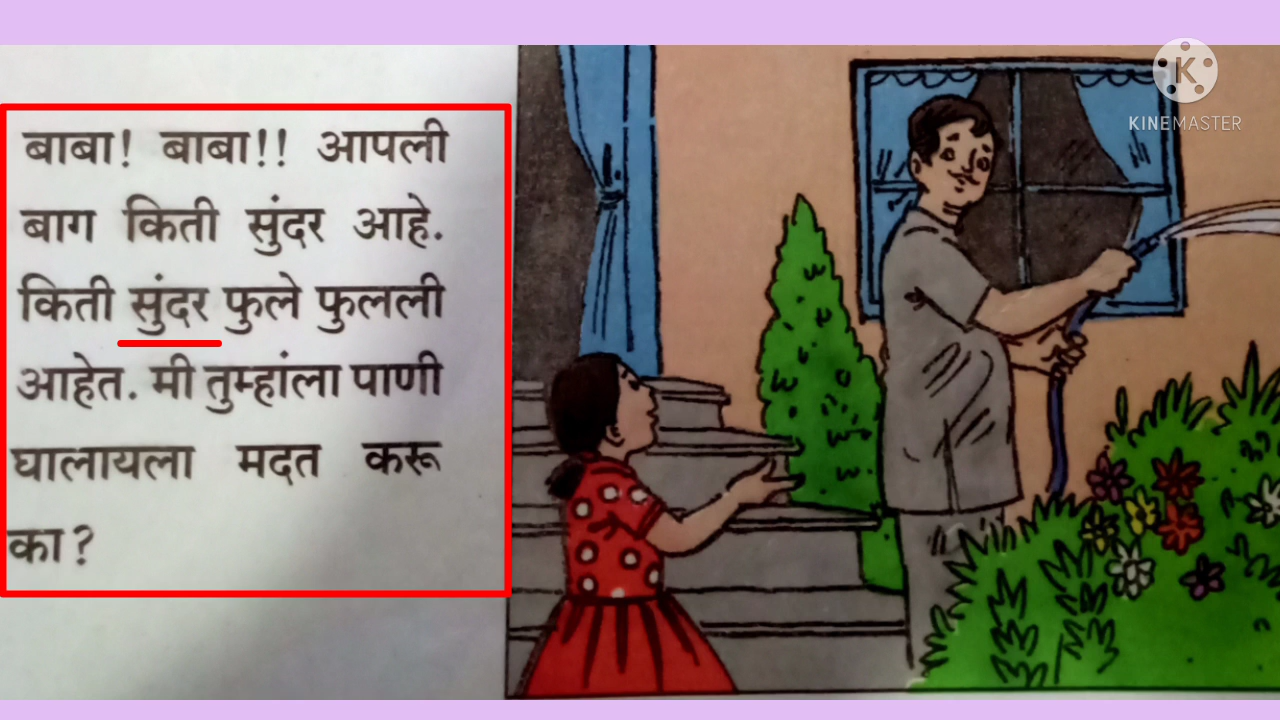 बाबा! बाबा!! आपली
बाग किती सुंदर आहे.
किती सुंदर फुले फुलली
आहेत. मी तुम्हांला पाणी
घालायला मदत करू
का?
KINEMASTER